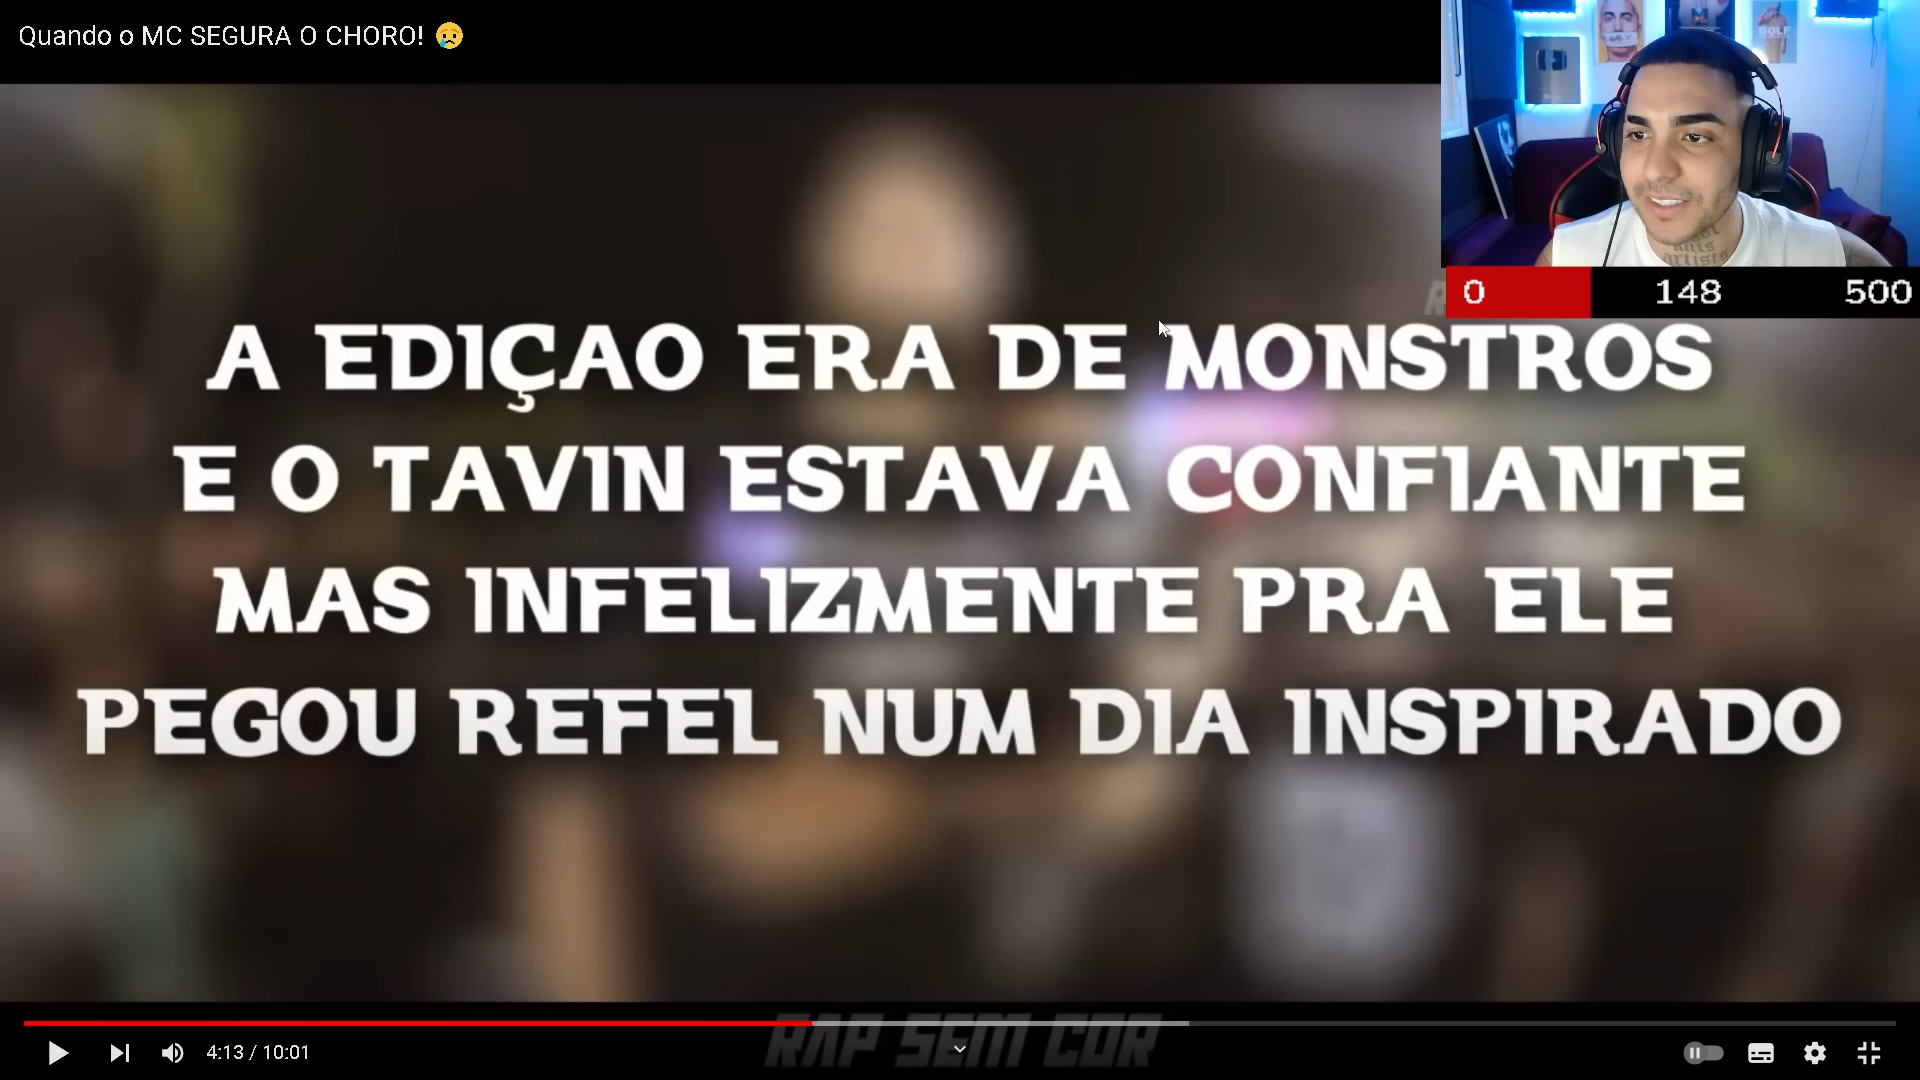 Quando o MC SEGURA O CHORO! 😥
0 148 500
A EDIÇAO ERA DE MONSTROS
E O TAVIN ESTAVA CONFIANTE
MAS INFELIZMENTE PRA ELE
PEGOU REFEL NUM DIA INSPIRADO
RAP SEM COR
4:13 / 10:01